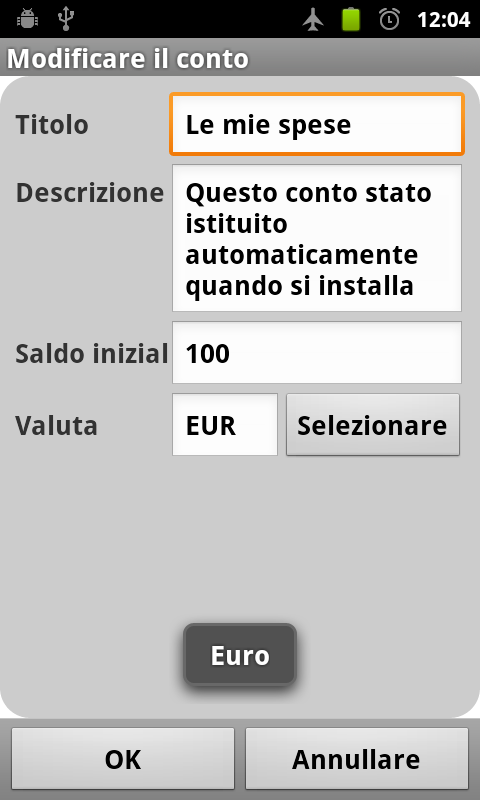 12:04
Modificare il conto
Titolo Le mie spese
Descrizione Questo conto stato
istituito
automaticamente
quando si installa
Saldo inizial 100
Valuta EUR Selezionare
Euro
OK Annullare